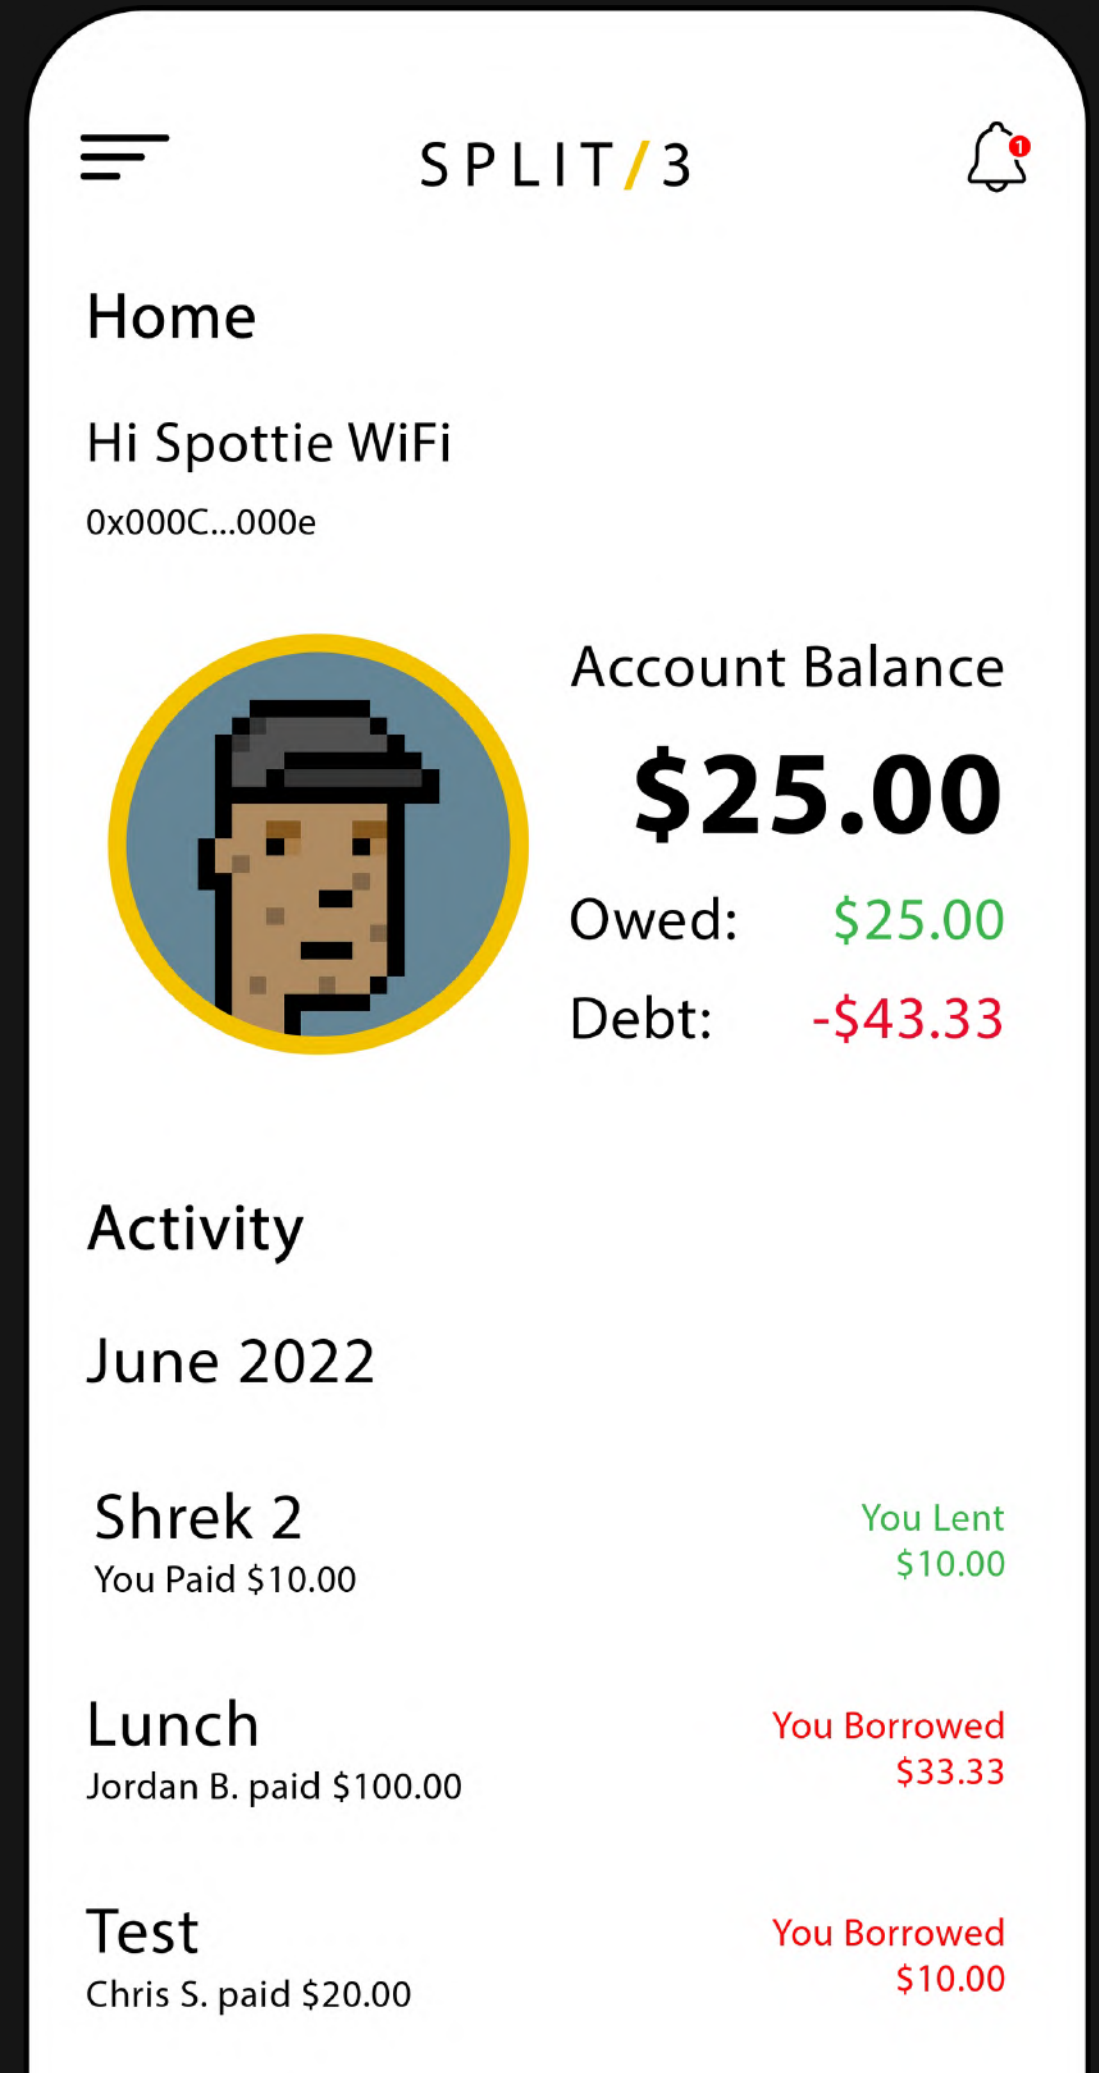 SPLIT/3
1
Home
Hi Spottie WiFi
0x000C...000e
Account Balance
$25.00
Owed: $25.00
Debt: -$43.33
Activity
June 2022
Shrek 2
You Paid $10.00
You Lent
$10.00
Lunch
Jordan B. paid $100.00
You Borrowed
$33.33
Test
Chris S. paid $20.00
You Borrowed
$10.00